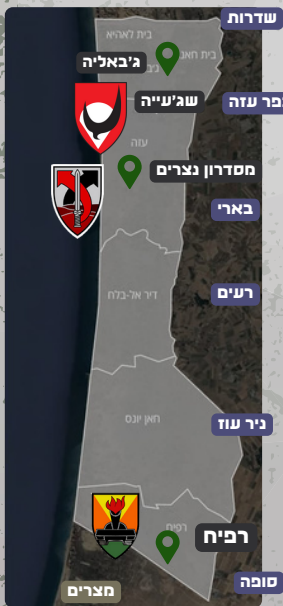 שדרות
בית לאהיא
בית חאנ
ג'באליה
ג'ב
שג'עייה
כפר עזה
עזה
מסדרון נצרים
בארי
רעים
דיר אל-בלח
חאן יונס
ניר עוז
רפיח
רפיח
סופה
מצרים